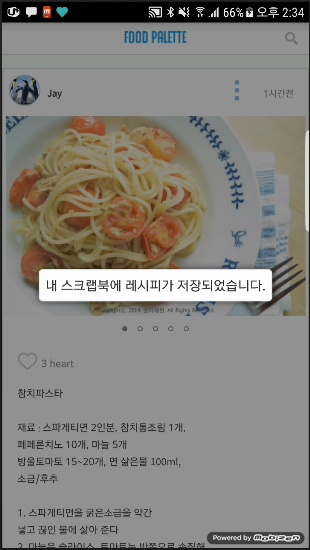 66% 오후 2:34
FOOD PALETTE
Jay
1시간전
내 스크랩북에 레시피가 저장되었습니다.
2014
All Rights
3 heart
참치파스타
재료 : 스파게티면 2인분, 참치통조림 1개,
페페론치노 10개, 마늘 5개
방울토마토 15~20개, 면 삶은물 100ml,
소금/후추
1. 스파게티면을 굵은소금을 약간
넣고 끊인 물에 삶아 준다
2. 마늘은 슬라이스, 토마토는 반쪽으로 손질해
Powered by Mobizen